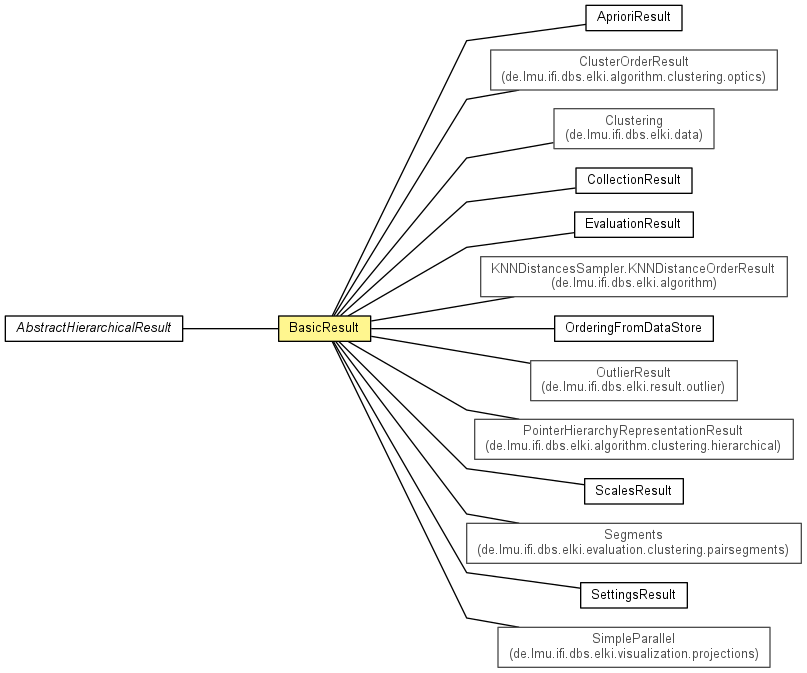 AprioriResult
ClusterOrderResult
(de.lmu.ifi.dbs.elki.algorithm.clustering.optics)
Clustering
(de.lmu.ifi.dbs.elki.data)
CollectionResult
EvaluationResult
KNNDistancesSampler.KNNDistanceOrderResult
(de.lmu.ifi.dbs.elki.algorithm)
AbstractHierarchicalResult
BasicResult
OrderingFromDataStore
OutlierResult
(de.lmu.ifi.dbs.elki.result.outlier)
PointerHierarchyRepresentationResult
(de.lmu.ifi.dbs.elki.algorithm.clustering.hierarchical)
ScalesResult
Segments
(de.lmu.ifi.dbs.elki.evaluation.clustering.pairsegments)
SettingsResult
SimpleParallel
(de.lmu.ifi.dbs.elki.visualization.projections)